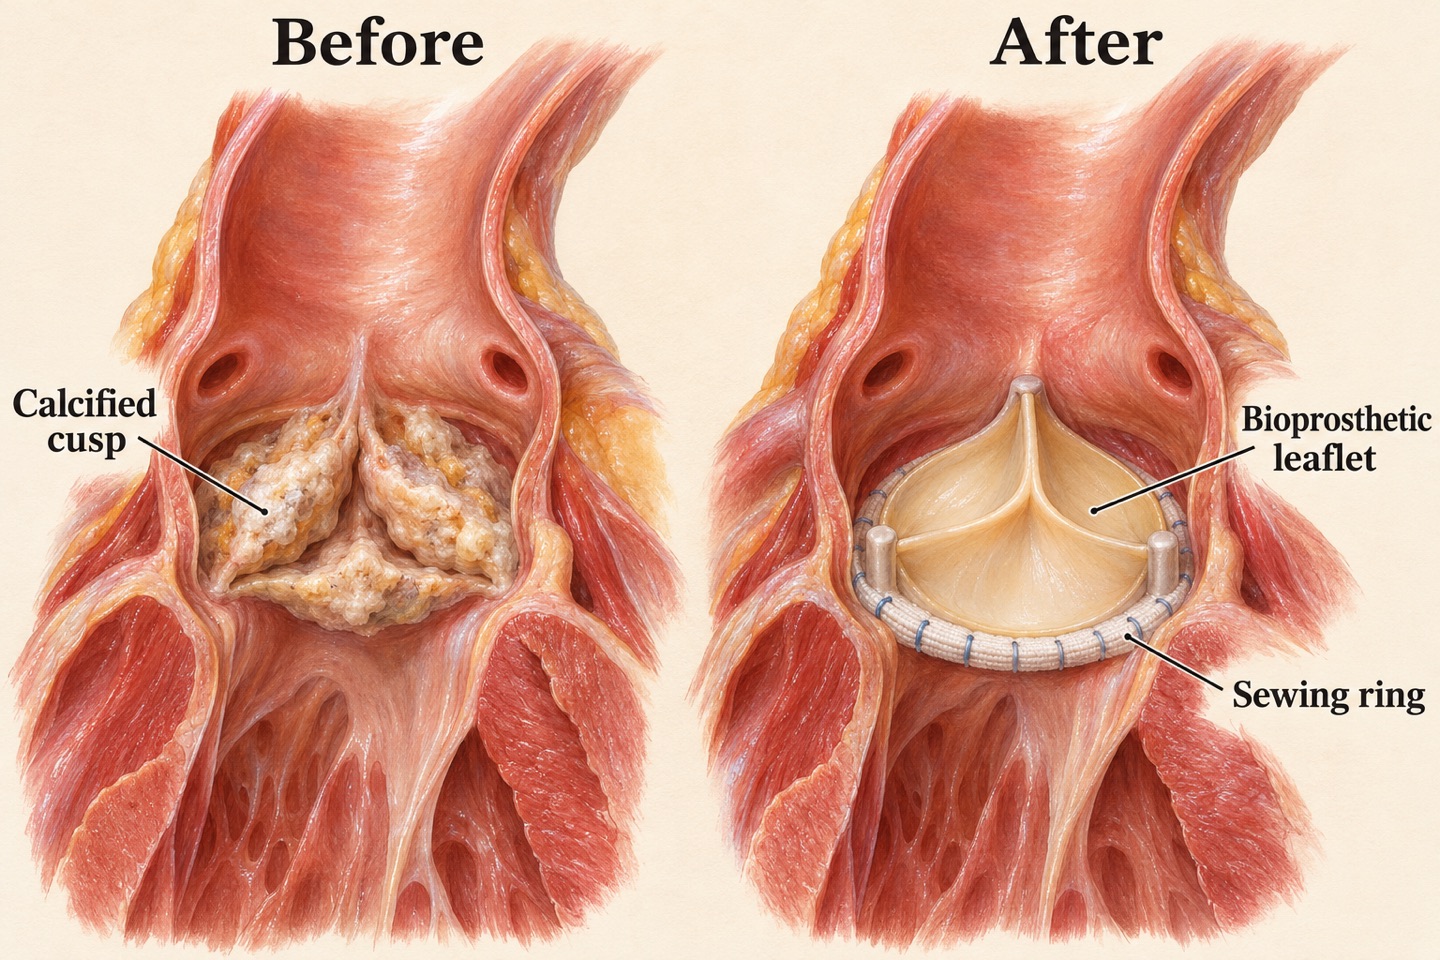 Before
After
Calcified
cusp
Bioprosthetic
leaflet
Sewing ring